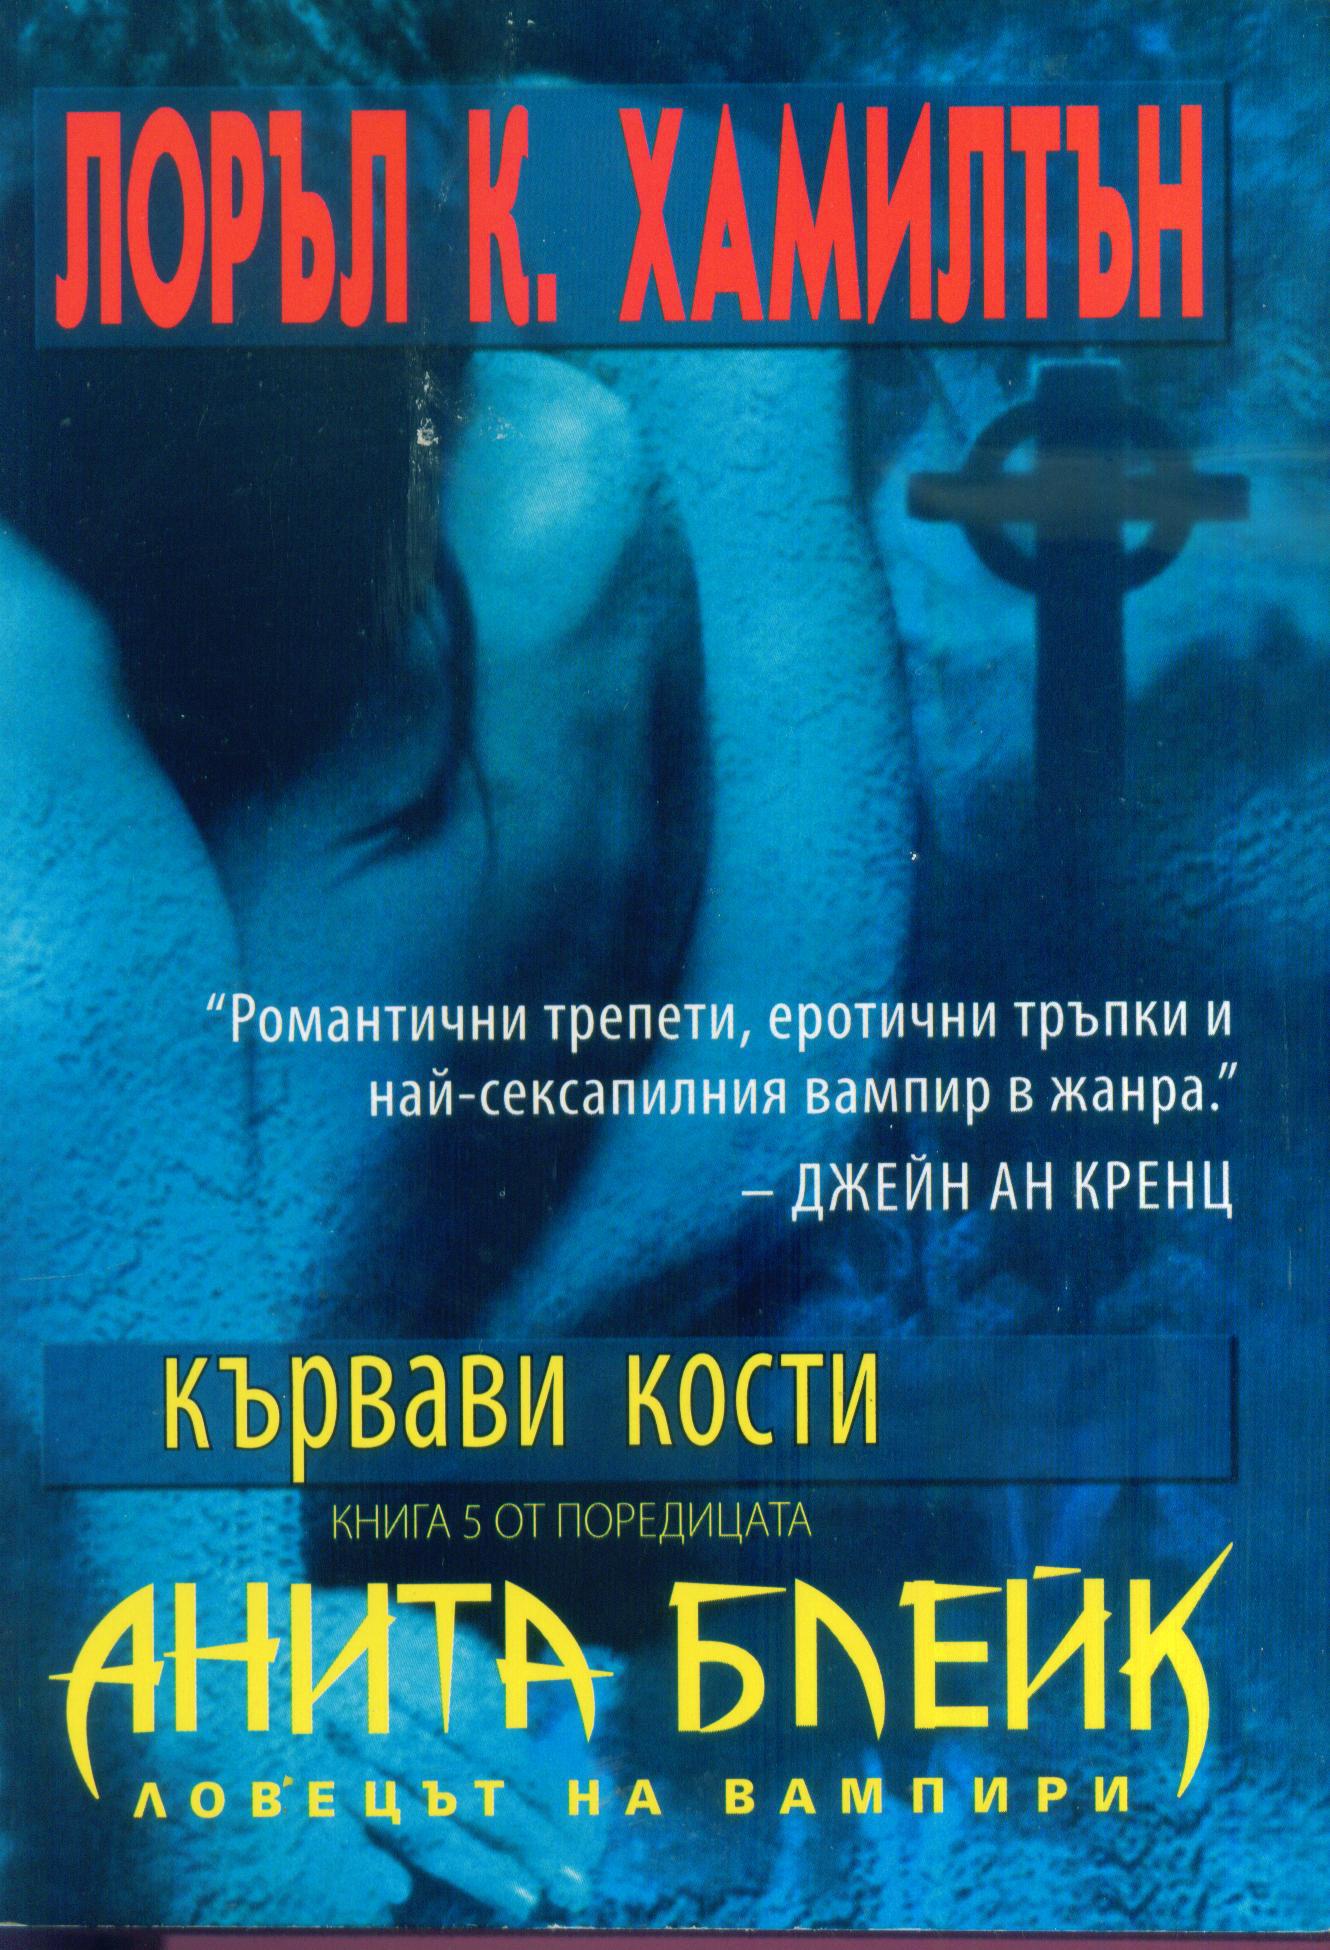 ЛОРЪЛ К. ХАМИЛТЪН
“Романтични трепети, еротични тръпки и
най-сексапилния вампир в жанра.”
– ДЖЕЙН АН КРЕНЦ
кървави кости
КНИГА 5 ОТ ПОРЕДИЦАТА
АНИТА БЛЕЙК
ЛОВЕЦЪТ НА ВАМПИРИ